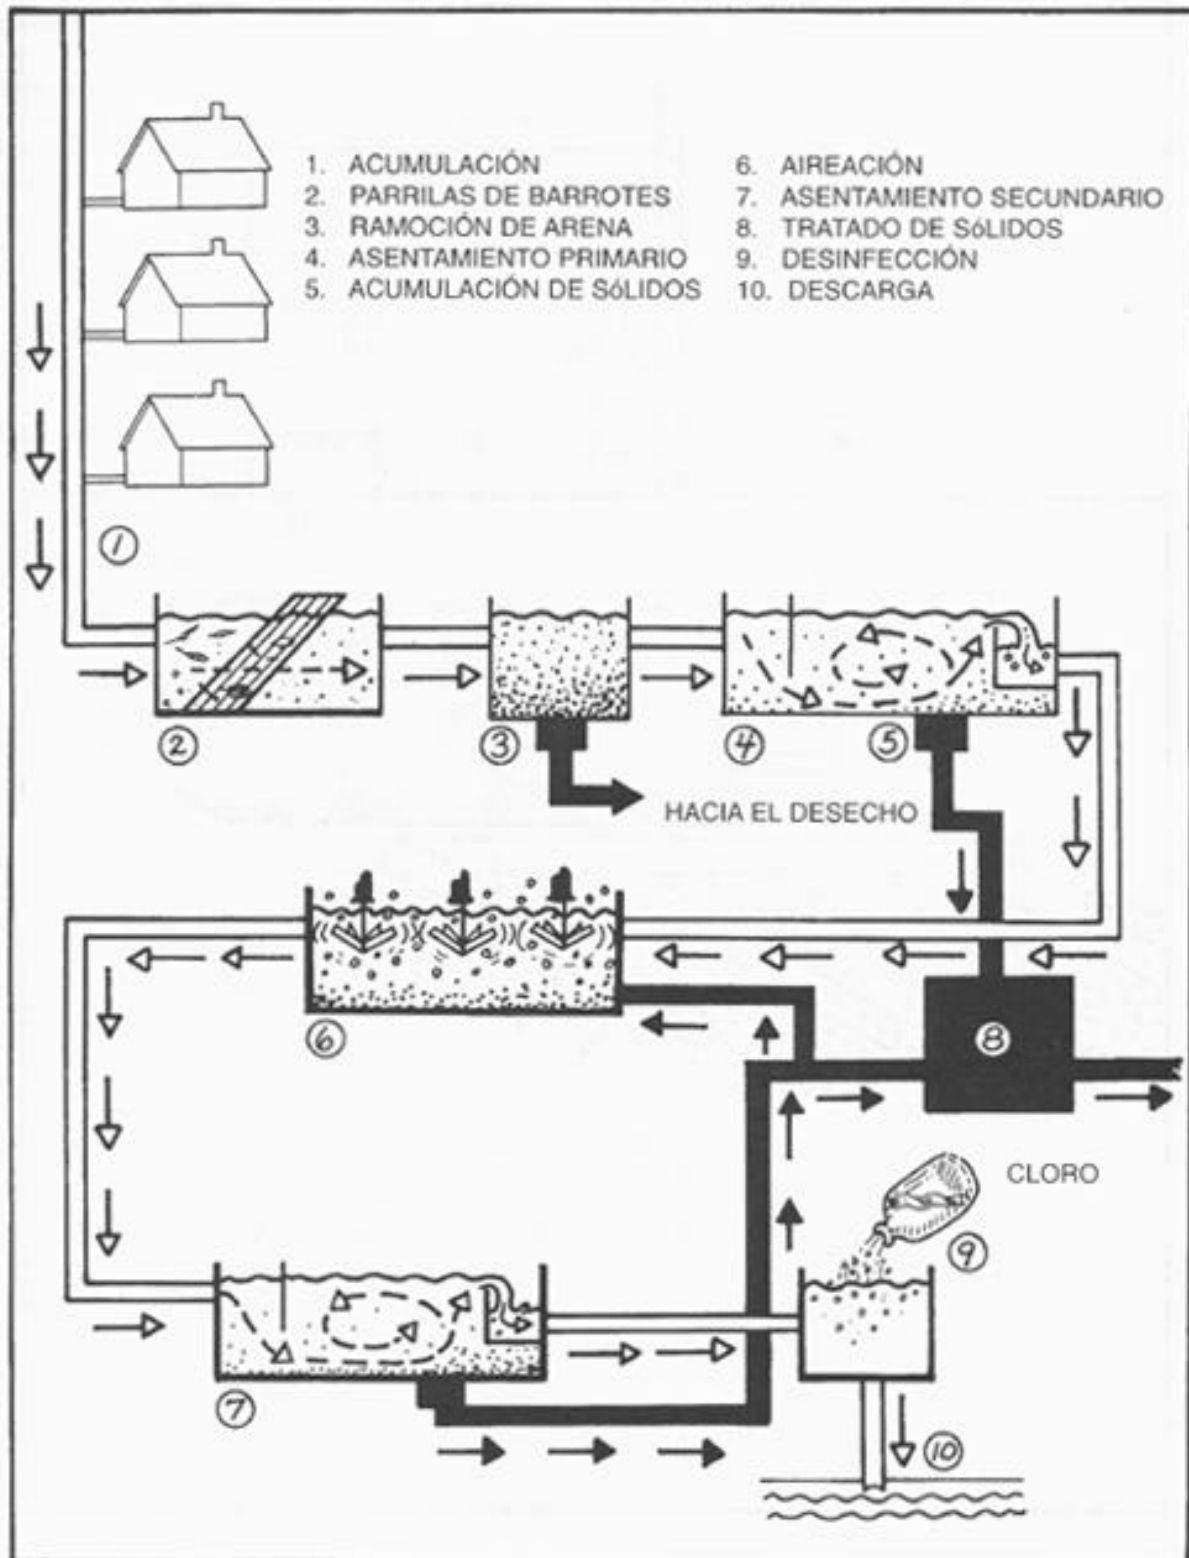 1. ACUMULACIÓN
2. PARRILAS DE BARROTES
3. RAMOCIÓN DE ARENA
4. ASENTAMIENTO PRIMARIO
5. ACUMULACIÓN DE SóLIDOS
6. AIREACIÓN
7. ASENTAMIENTO SECUNDARIO
8. TRATADO DE SóLIDOS
9. DESINFECCIÓN
10. DESCARGA
1
2
3
4
5
HACIA EL DESECHO
6
8
CLORO
9
7
10